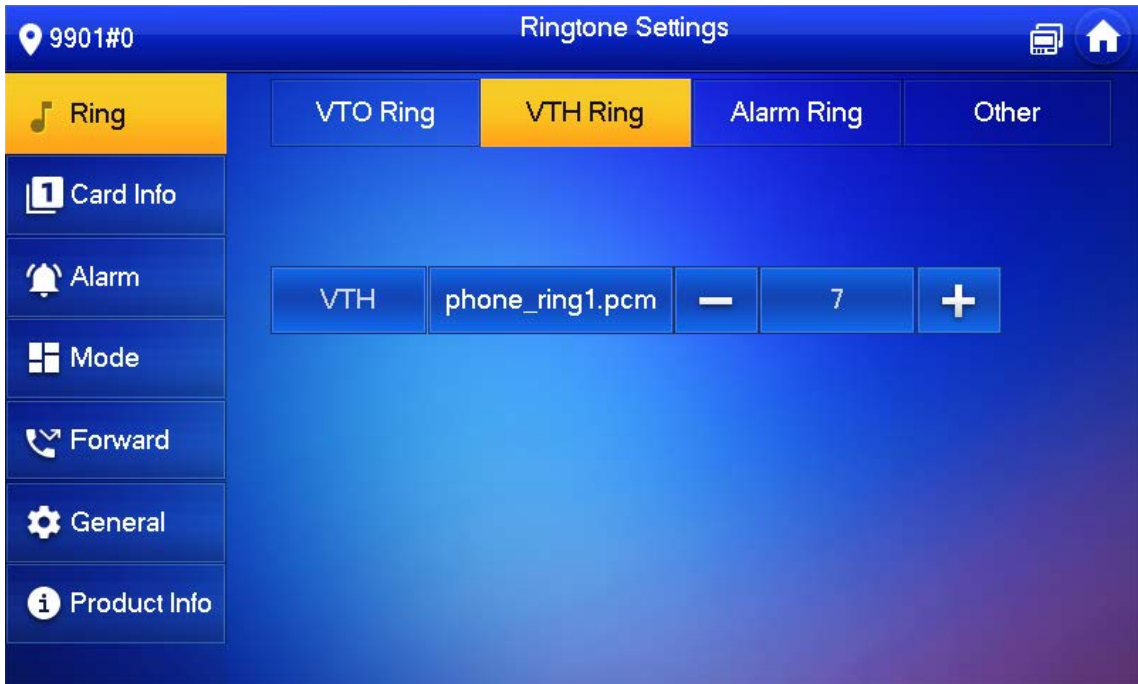 9901#0
Ringtone Settings
Ring
VTO Ring
VTH Ring
Alarm Ring
Other
1 Card Info
Alarm
VTH
phone_ring1.pcm
7
Mode
Forward
General
Product Info